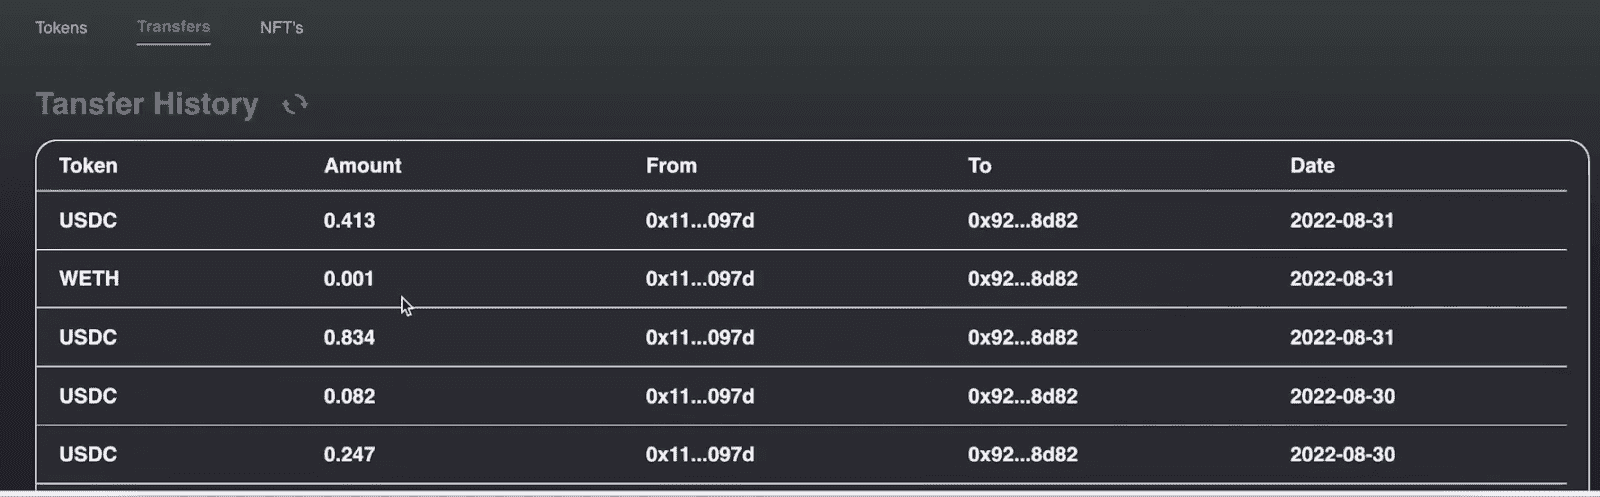 Tokens Transfers NFT's
Tansfer History
Token Amount From To Date
USDC 0.413 0x11...097d 0x92...8d82 2022-08-31
WETH 0.001 0x11...097d 0x92...8d82 2022-08-31
USDC 0.834 0x11...097d 0x92...8d82 2022-08-31
USDC 0.082 0x11...097d 0x92...8d82 2022-08-30
USDC 0.247 0x11...097d 0x92...8d82 2022-08-30